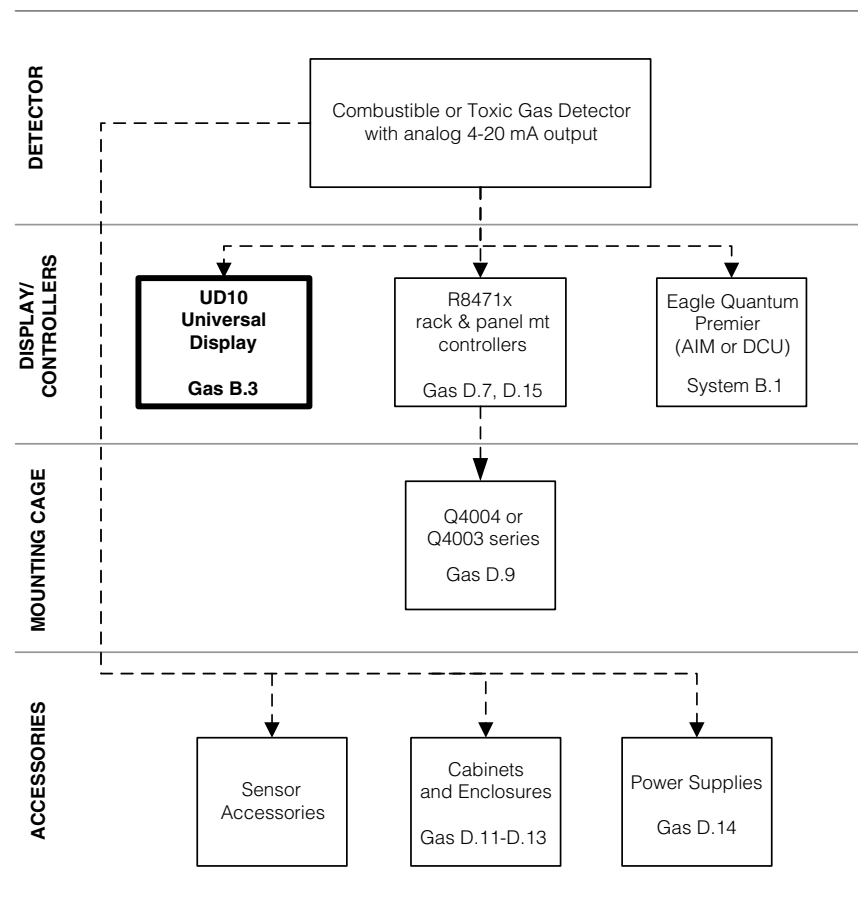 DETECTOR
Combustible or Toxic Gas Detector
with analog 4-20 mA output
DISPLAY/
CONTROLLERS
UD10
Universal
Display
Gas B.3
R8471x
rack & panel mt
controllers
Gas D.7, D.15
Eagle Quantum
Premier
(AIM or DCU)
System B.1
MOUNTING CAGE
Q4004 or
Q4003 series
Gas D.9
ACCESSORIES
Sensor
Accessories
Cabinets
and Enclosures
Gas D.11-D.13
Power Supplies
Gas D.14